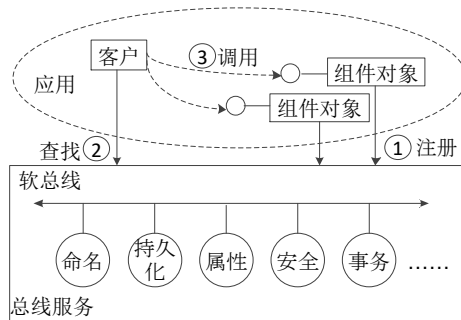 客户
③调用
组件对象
应用
组件对象
查找②
①注册
软总线
命名
持久
化
属性
安全
事务
……
总线服务